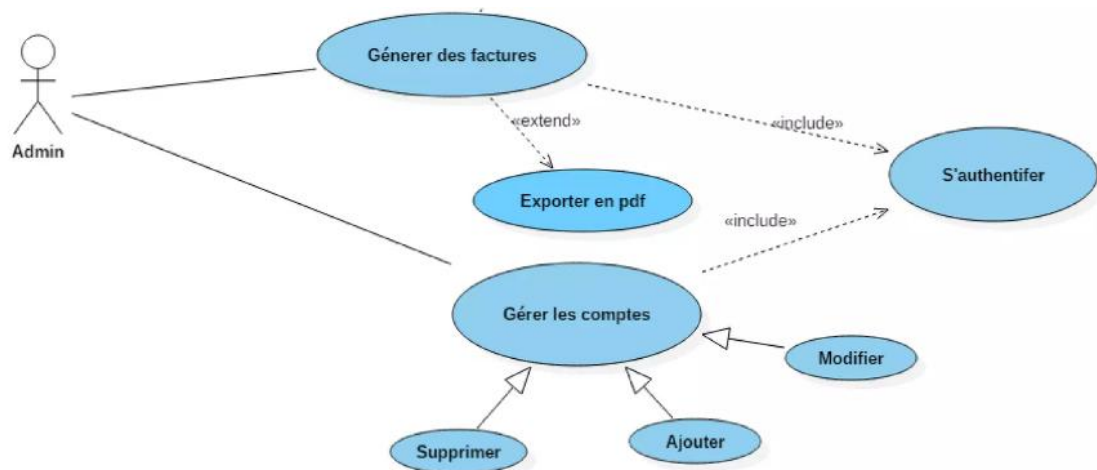 Génerer des factures
«extend»
«include»
Admin
S'authentifer
Exporter en pdf
«include»
Gérer les comptes
Modifier
Ajouter
Supprimer